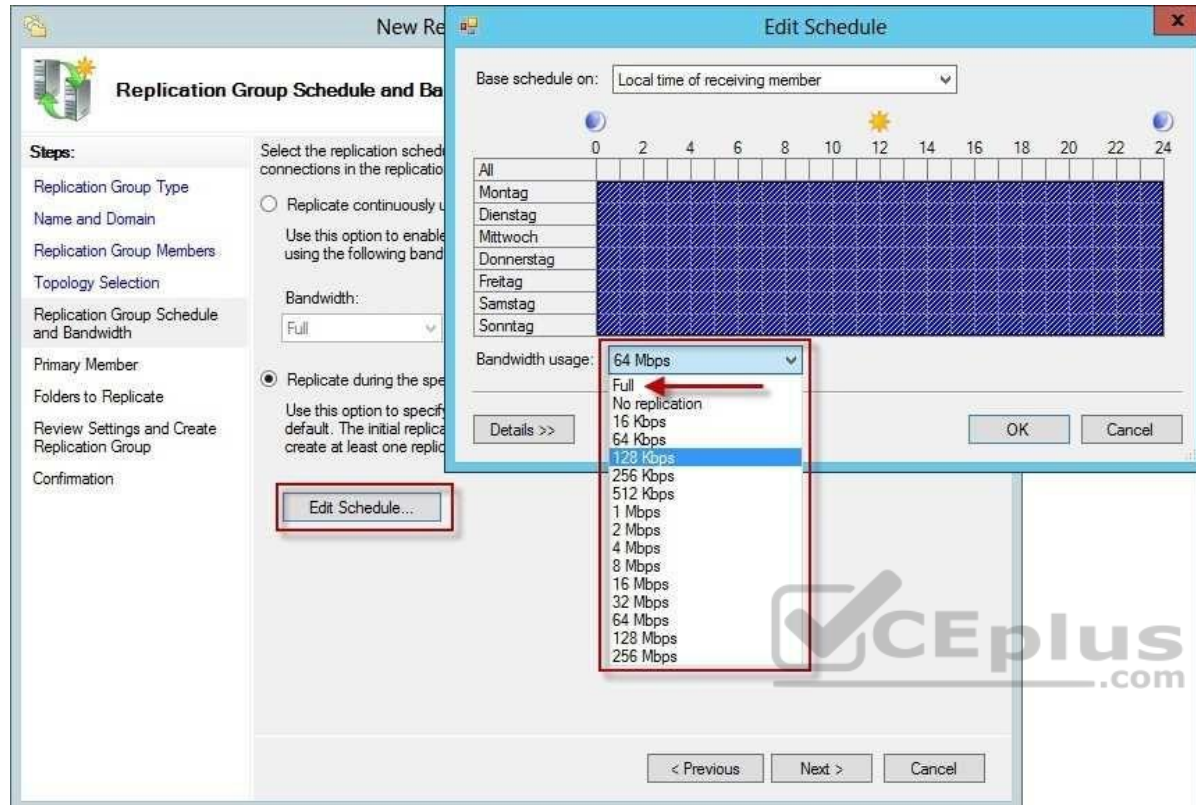 New Re
Replication Group Schedule and Ba
Steps:
Replication Group Type
Name and Domain
Replication Group Members
Topology Selection
Replication Group Schedule
and Bandwidth
Primary Member
Folders to Replicate
Review Settings and Create
Replication Group
Confirmation
Select the replication sched
connections in the replicatio
Replicate continuously u
Use this option to enable
using the following band
Bandwidth:
Full
Replicate during the spe
Use this option to specify
default. The initial replica
create at least one replic
Edit Schedule...
< Previous
Next >
Cancel
Edit Schedule
x
Base schedule on:
Local time of receiving member
0 2 4 6 8 10 12 14 16 18 20 22 24
All
Montag
Dienstag
Mittwoch
Donnerstag
Freitag
Samstag
Sonntag
Bandwidth usage:
64 Mbps
Full
No replication
16 Kbps
64 Kbps
128 Kbps
256 Kbps
512 Kbps
1 Mbps
2 Mbps
4 Mbps
8 Mbps
16 Mbps
32 Mbps
64 Mbps
128 Mbps
256 Mbps
Details >>
OK
Cancel
VCEplus
.com